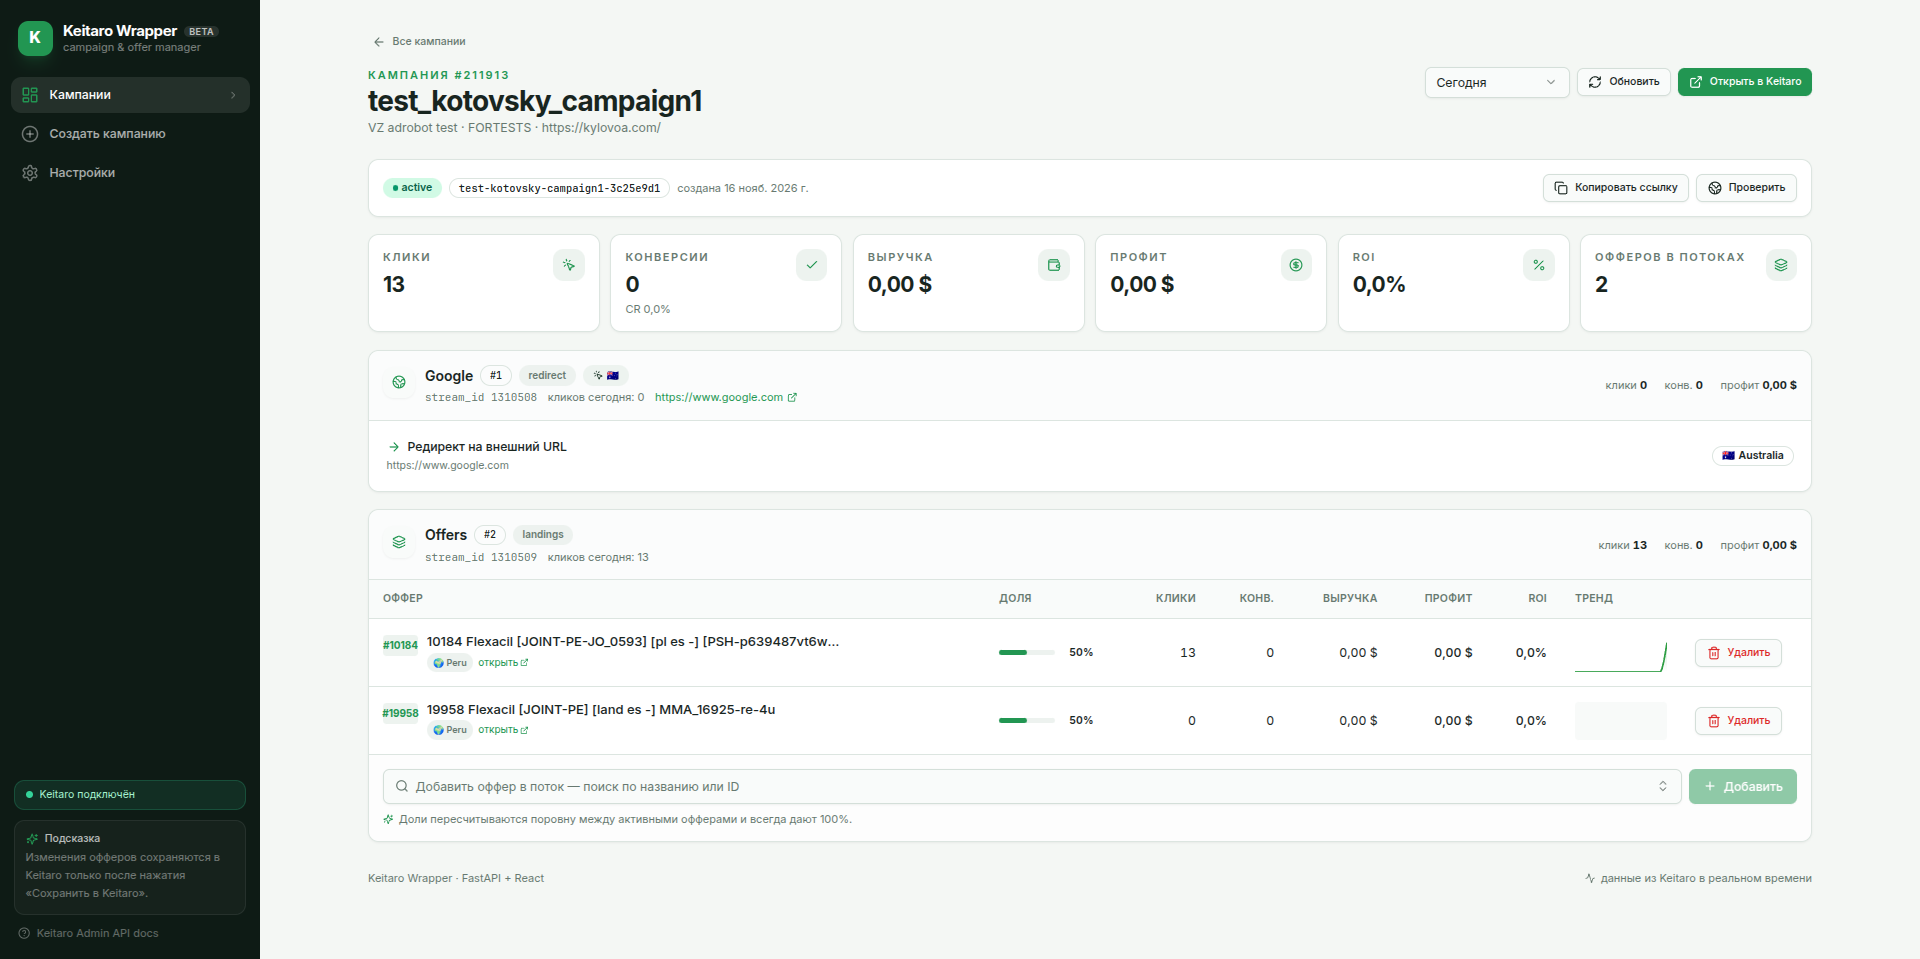 K
Keitaro Wrapper BETA
campaign & offer manager
Кампании
Создать кампанию
Настройки
Keitaro подключён
Подсказка
Изменения офферов сохраняются в
Keitaro только после нажатия
«Сохранить в Keitaro».
Keitaro Admin API docs
Все кампании
КАМПАНИЯ #211913
test_kotovsky_campaign1
VZ adrobot test · FORTESTS · https://kylovoa.com/
Сегодня
Обновить
Открыть в Keitaro
active test-kotovsky-campaign1-3c25e9d1 создана 16 нояб. 2026 г.
Копировать ссылку
Проверить
КЛИКИ
13
КОНВЕРСИИ
0
CR 0,0%
ВЫРУЧКА
0,00 $
ПРОФИТ
0,00 $
ROI
0,0%
ОФФЕРОВ В ПОТОКАХ
2
Google #1 redirect
stream_id 1310508 кликов сегодня: 0 https://www.google.com
клики 0 конв. 0 профит 0,00 $
Редирект на внешний URL
https://www.google.com
Australia
Offers #2 landings
stream_id 1310509 кликов сегодня: 13
клики 13 конв. 0 профит 0,00 $
ОФФЕР ДОЛЯ КЛИКИ КОНВ. ВЫРУЧКА ПРОФИТ ROI ТРЕНД
#10184 10184 Flexacil [JOINT-PE-JO_0593] [pl es -] [PSH-p639487vt6w...
Peru открыть
50% 13 0 0,00 $ 0,00 $ 0,0% Удалить
#19958 19958 Flexacil [JOINT-PE] [land es -] MMA_16925-re-4u
Peru открыть
50% 0 0 0,00 $ 0,00 $ 0,0% Удалить
Добавить оффер в поток — поиск по названию или ID
Добавить
Доли пересчитываются поровну между активными офферами и всегда дают 100%.
Keitaro Wrapper · FastAPI + React
данные из Keitaro в реальном времени